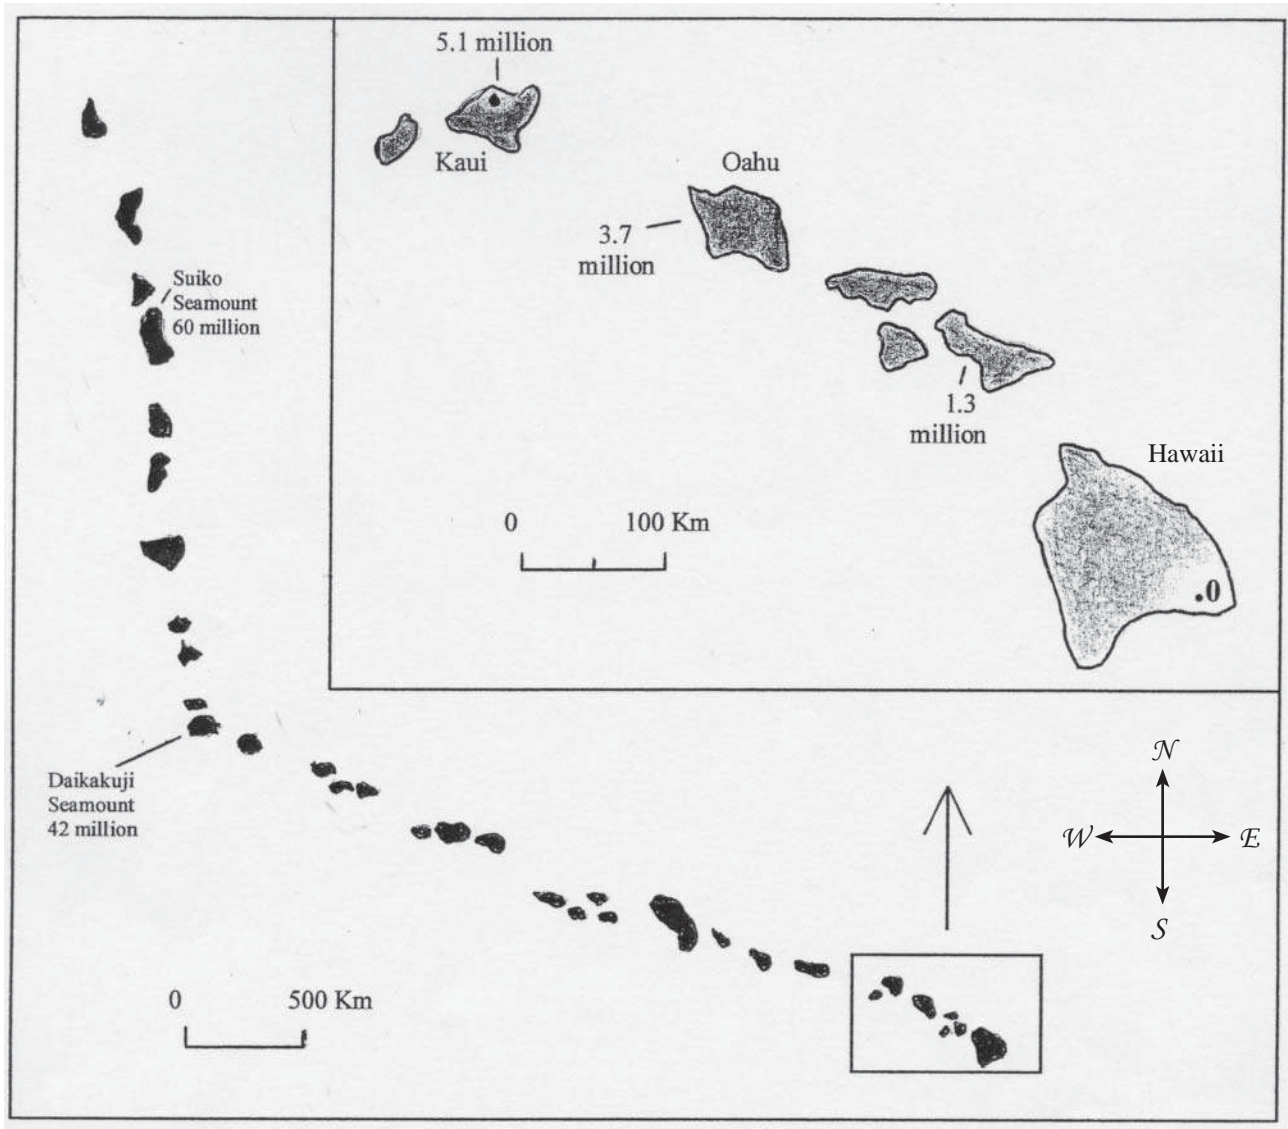 5.1 million
Kaui
Oahu
3.7
million
Suiko
Seamount
60 million
1.3
million
Hawaii
0 100 Km
.0
Daikakuji
Seamount
42 million
N
W E
S
0 500 Km